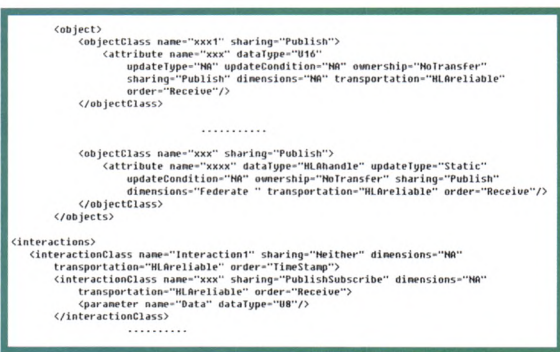 <object>
<objectClass name="xxx1" sharing="Publish">
<attribute name="xxx" dataType="U16"
updateType="NA" updateCondition="NA" ownership="NoTransfer"
sharing="Publish" dimensions="NA" transportation="HLAreliable"
order="Receive"/>
</objectClass>
...........
<objectClass name="xxx" sharing="Publish">
<attribute name="xxxx" dataType="HLAhandle" updateType="Static"
updateCondition="NA" ownership="NoTransfer" sharing="Publish"
dimensions="Federate " transportation="HLAreliable" order="Receive"/>
</objectClass>
</objects>
<interactions>
<interactionClass name="Interaction1" sharing="Neither" dimensions="NA"
transportation="HLAreliable" order="TimeStamp">
<interactionClass name="xxx" sharing="PublishSubscribe" dimensions="NA"
transportation="HLAreliable" order="Receive">
<parameter name="Data" dataType="U8"/>
</interactionClass>
..........